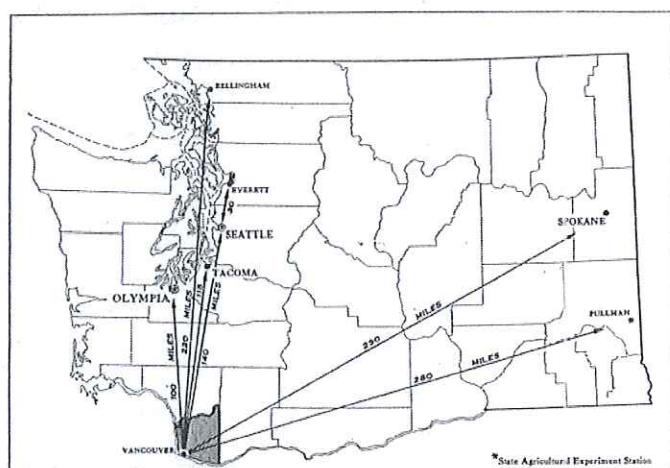 BELLINGHAM
EVERETT
40
SEATTLE
SPOKANE
TACOMA
OLYMPIA
PULLMAN
MILES
220
MILES
115
MILES
140
MILES
100
MILES
290
MILES
280
VANCOUVER
*State Agricultural Experiment Station